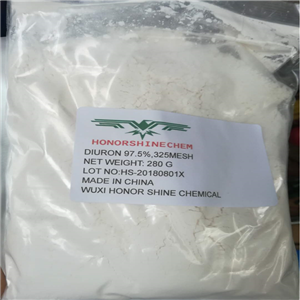 HONORSHINECHEM
DIURON 97.5%,325MESH
NET WEIGHT: 280 G
LOT NO:HS-20180801X
MADE IN CHINA
WUXI HONOR SHINE CHEMICAL